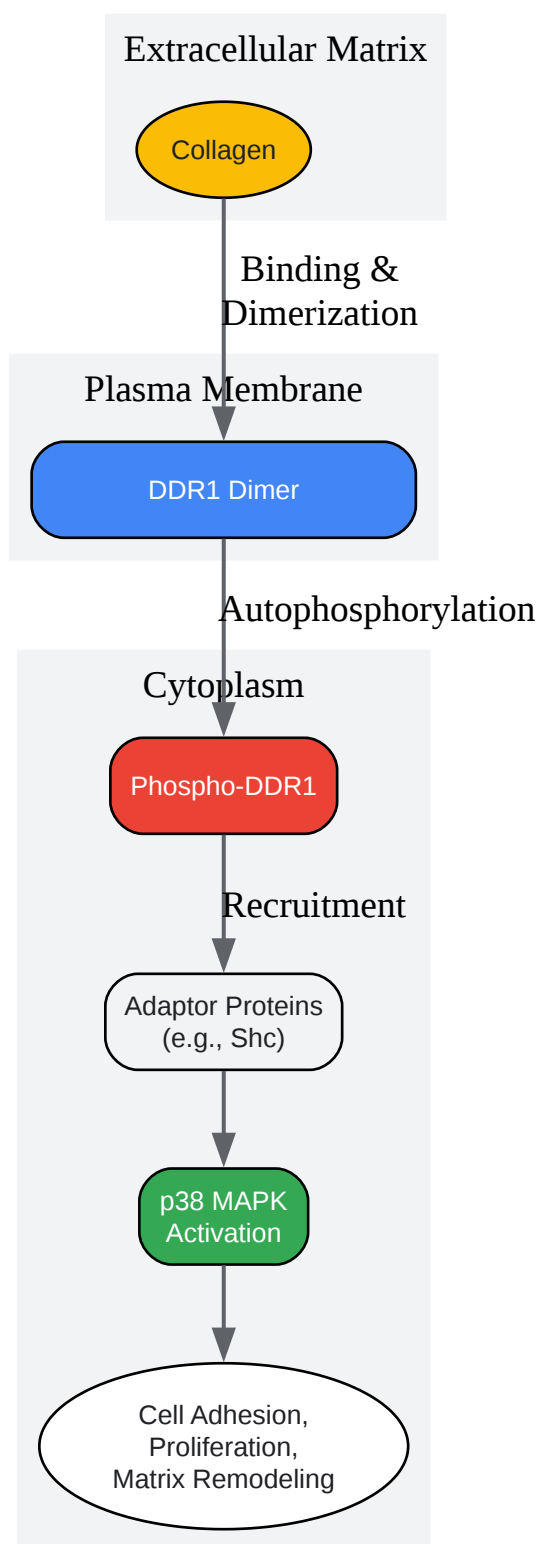 Extracellular Matrix
Collagen
Binding &
Dimerization
Plasma Membrane
DDR1 Dimer
Autophosphorylation
Cytoplasm
Phospho-DDR1
Recruitment
Adaptor Proteins
(e.g., Shc)
p38 MAPK
Activation
Cell Adhesion,
Proliferation,
Matrix Remodeling